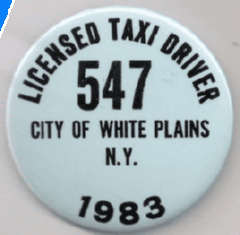 LICENSED TAXI DRIVER
547
CITY OF WHITE PLAINS
N.Y.
1983